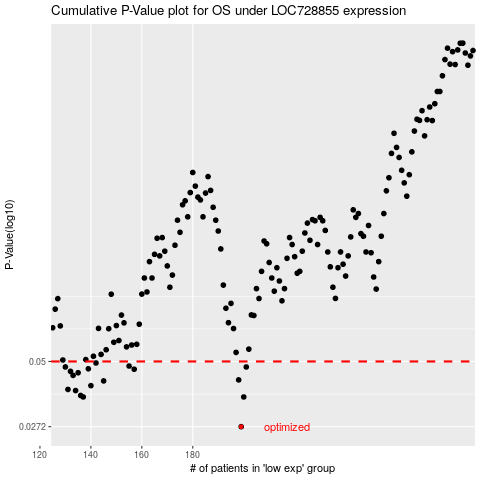 Cumulative P-Value plot for OS under LOC728855 expression
P-Value(log10)
0.05
0.0272
optimized
120 140 160 180
# of patients in 'low exp' group